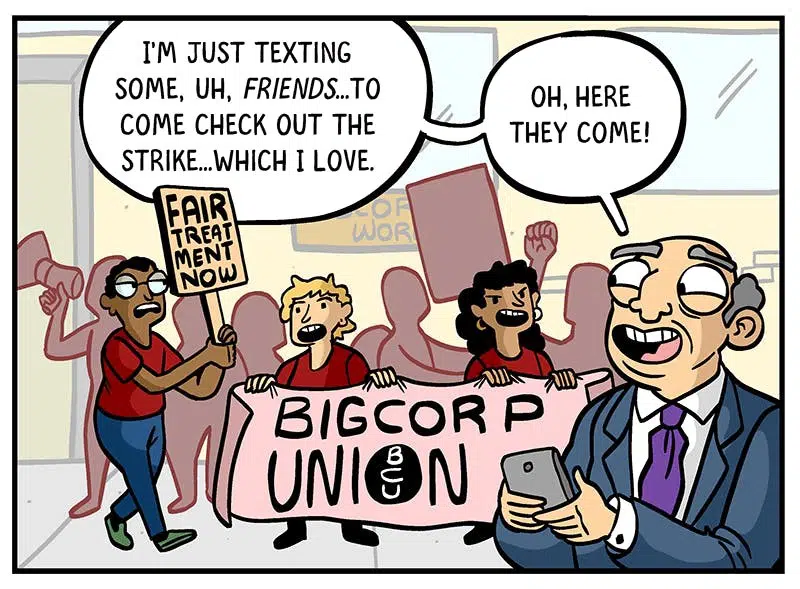 I'M JUST TEXTING
SOME, UH, FRIENDS...TO
COME CHECK OUT THE
STRIKE...WHICH I LOVE.
OH, HERE
THEY COME!
FAIR
TREAT
MENT
NOW
BIGCORP
UNION
BCU